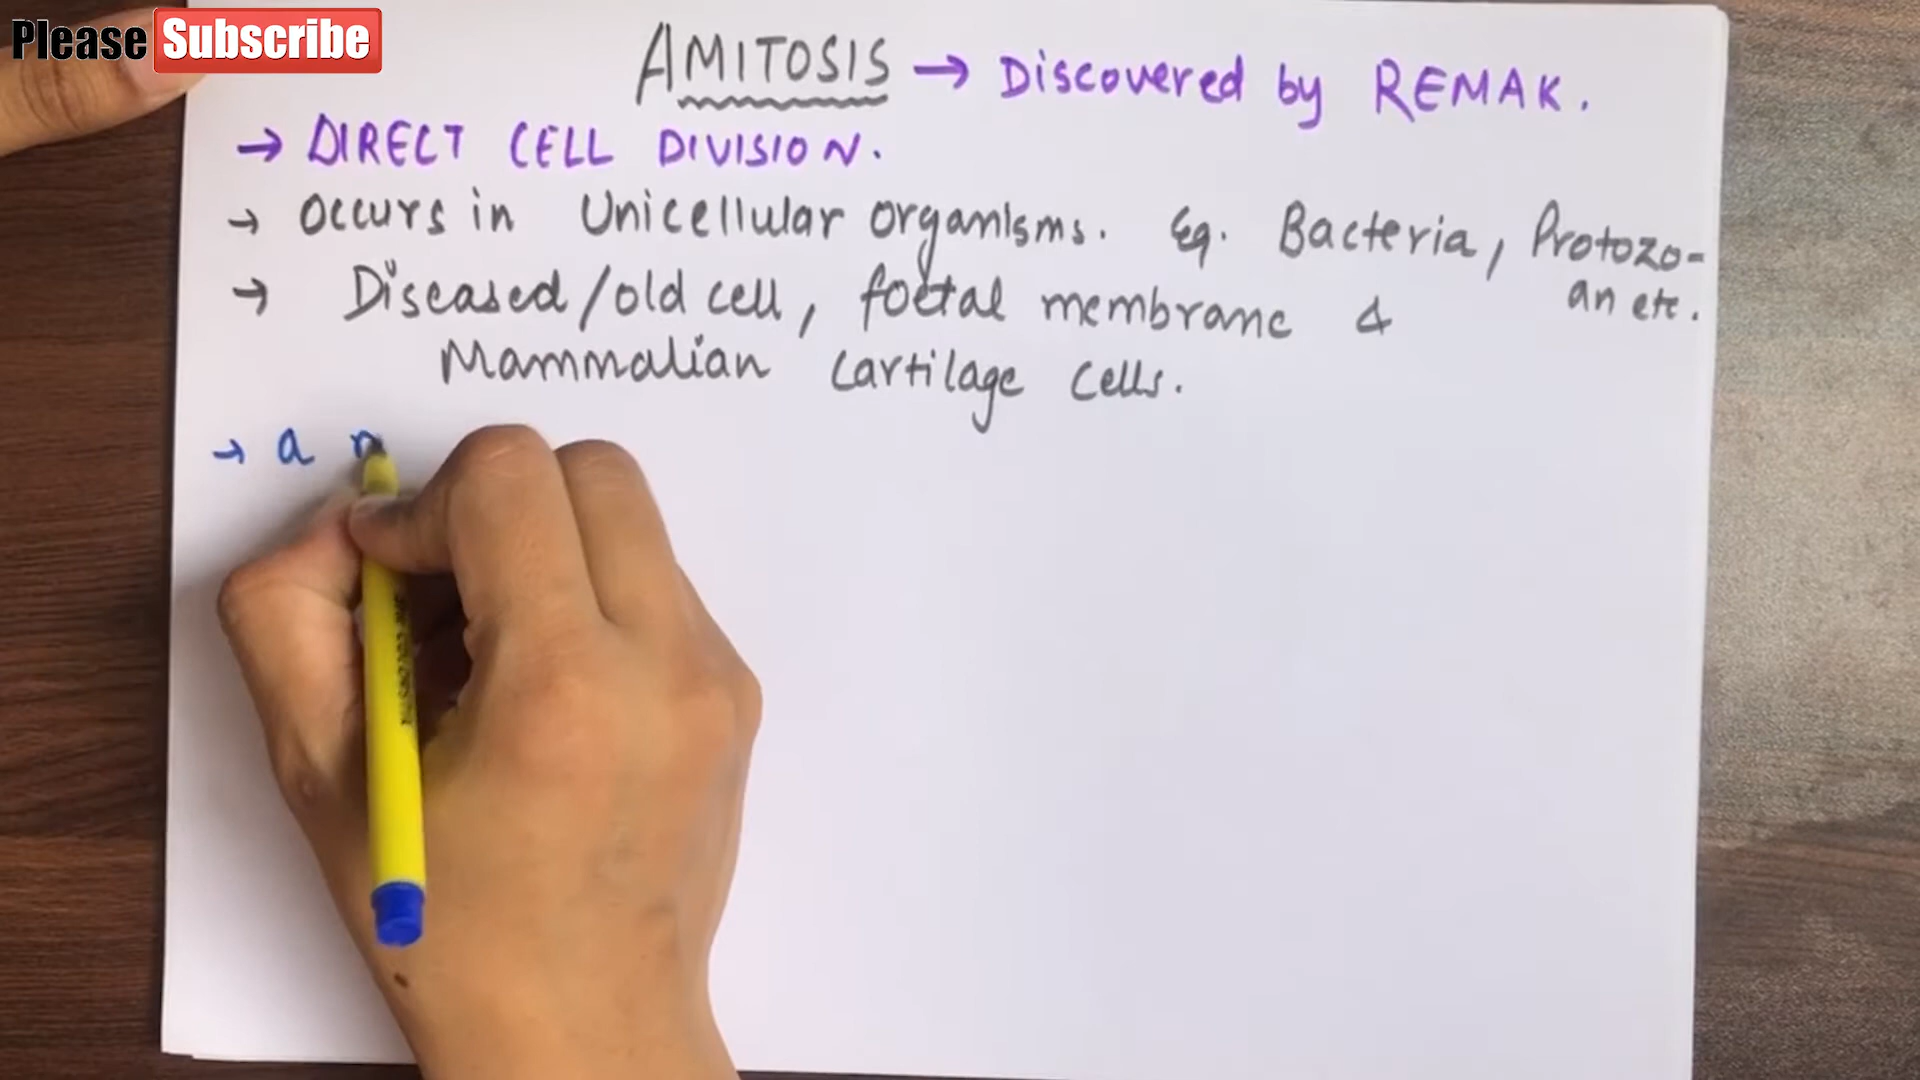 Please Subscribe
AMITOSIS → Discovered by REMAK.
→ DIRECT CELL DIVISION.
→ Occurs in Unicellular organisms. Eg. Bacteria, Protozo-
an etc.
→ Diseased/old cell, foetal membrane &
Mammalian cartilage cells.
→ a